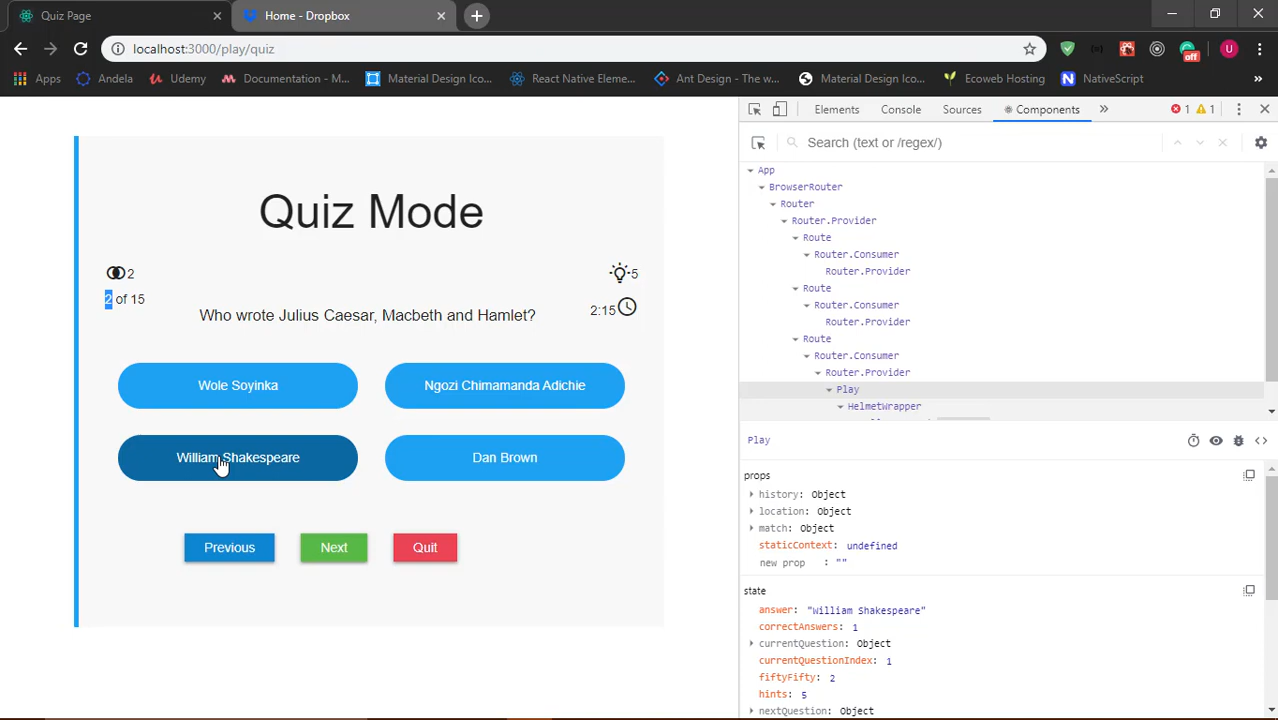 Quiz Page
Home - Dropbox
localhost:3000/play/quiz
off
U
Apps
Andela
Udemy
Documentation - M...
Material Design Ico...
React Native Eleme...
Ant Design - The w...
Material Design Ico...
Ecoweb Hosting
NativeScript
»
Elements
Console
Sources
Components
»
1
1
Search (text or /regex/)
App
BrowserRouter
Router
Router.Provider
Route
Router.Consumer
Router.Provider
Route
Router.Consumer
Router.Provider
Route
Router.Consumer
Router.Provider
Play
HelmetWrapper
Quiz Mode
2
5
2 of 15
2:15
Who wrote Julius Caesar, Macbeth and Hamlet?
Wole Soyinka
Ngozi Chimamanda Adichie
William Shakespeare
Dan Brown
Previous
Next
Quit
Play
props
history: Object
location: Object
match: Object
staticContext: undefined
new prop : ""
state
answer: "William Shakespeare"
correctAnswers: 1
currentQuestion: Object
currentQuestionIndex: 1
fiftyFifty: 2
hints: 5
nextQuestion: Object